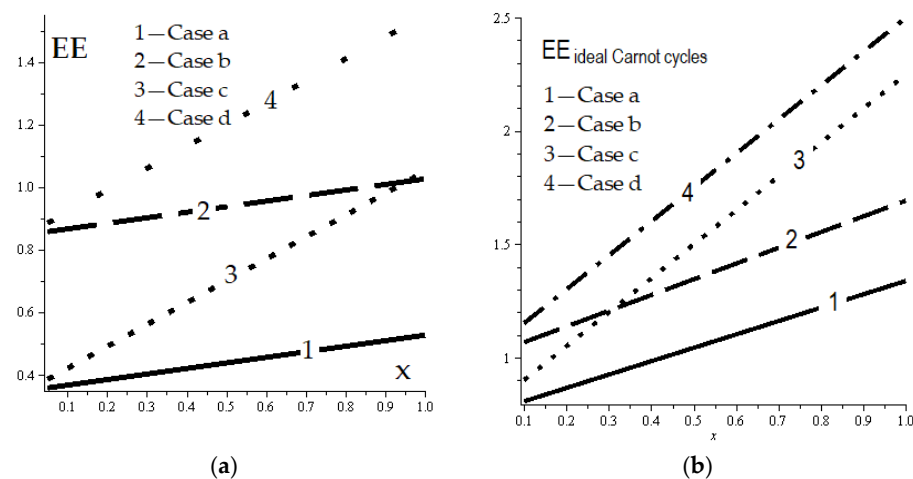 EE
1—Case a
2—Case b
3—Case c
4—Case d
1.4
1.2
1.0
0.8
0.6
0.4
4
2
3
1
x
0.1 0.2 0.3 0.4 0.5 0.6 0.7 0.8 0.9 1.0
(a)
EE ideal Carnot cycles
1—Case a
2—Case b
3—Case c
4—Case d
2.5
2
1.5
1
4
3
2
1
0.1 0.2 0.3 0.4 0.5 0.6 0.7 0.8 0.9 1.0
x
(b)